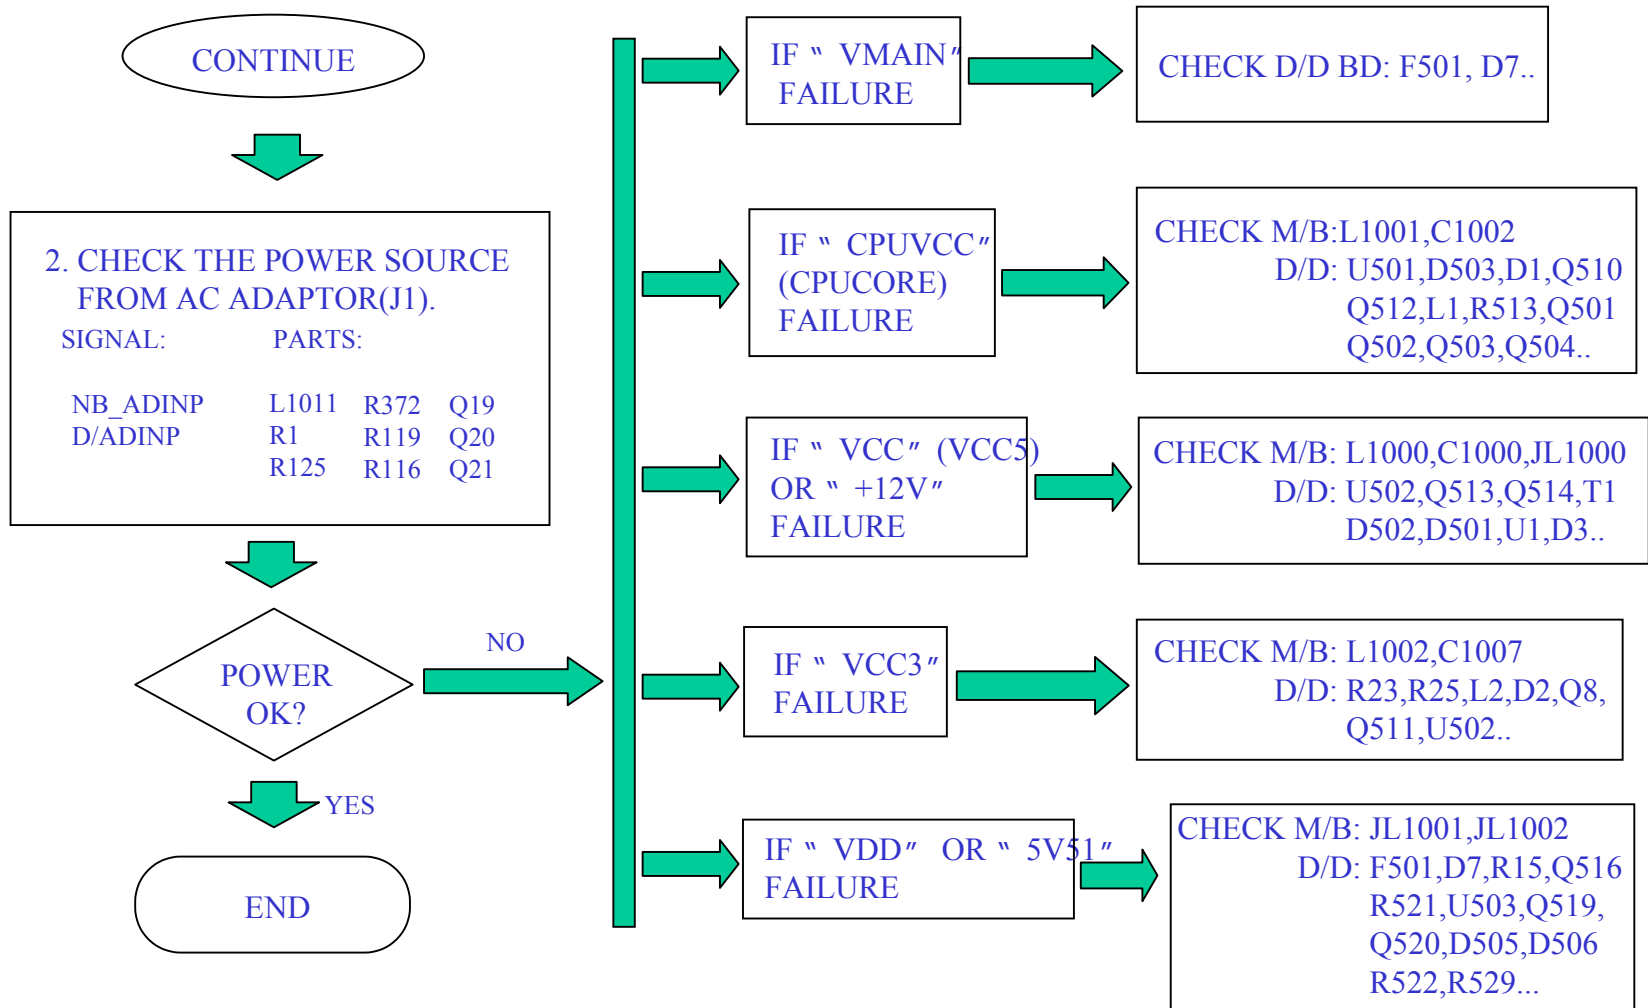 CONTINUE
2. CHECK THE POWER SOURCE
FROM AC ADAPTOR(J1).
SIGNAL: PARTS:
NB_ADINP L1011 R372 Q19
D/ADINP R1 R119 Q20
R125 R116 Q21
POWER
OK?
NO
YES
END
IF " VMAIN"
FAILURE
CHECK D/D BD: F501, D7..
IF " CPUVCC"
(CPUCORE)
FAILURE
CHECK M/B:L1001,C1002
D/D: U501,D503,D1,Q510
Q512,L1,R513,Q501
Q502,Q503,Q504..
IF " VCC" (VCC5)
OR " +12V"
FAILURE
CHECK M/B: L1000,C1000,JL1000
D/D: U502,Q513,Q514,T1
D502,D501,U1,D3..
IF " VCC3"
FAILURE
CHECK M/B: L1002,C1007
D/D: R23,R25,L2,D2,Q8,
Q511,U502..
IF " VDD" OR " 5V51"
FAILURE
CHECK M/B: JL1001,JL1002
D/D: F501,D7,R15,Q516
R521,U503,Q519,
Q520,D505,D506
R522,R529...